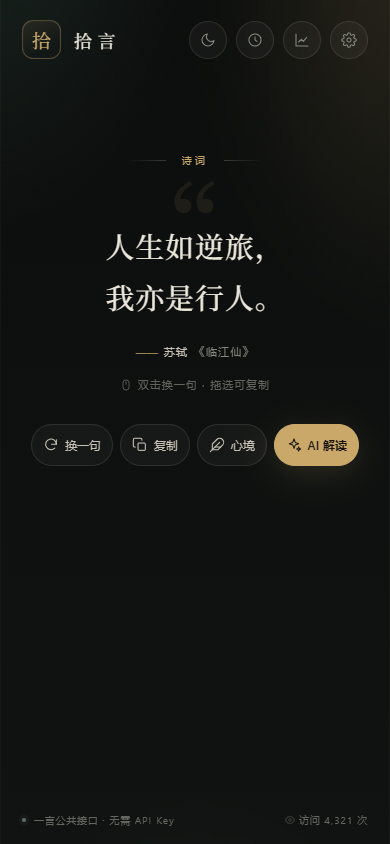 拾 拾言
诗词
“
人生如逆旅，
我亦是行人。
—— 苏轼 《临江仙》
双击换一句 · 拖选可复制
换一句 复制 心境 AI 解读
一言公共接口 · 无需 API Key 访问 4,321 次